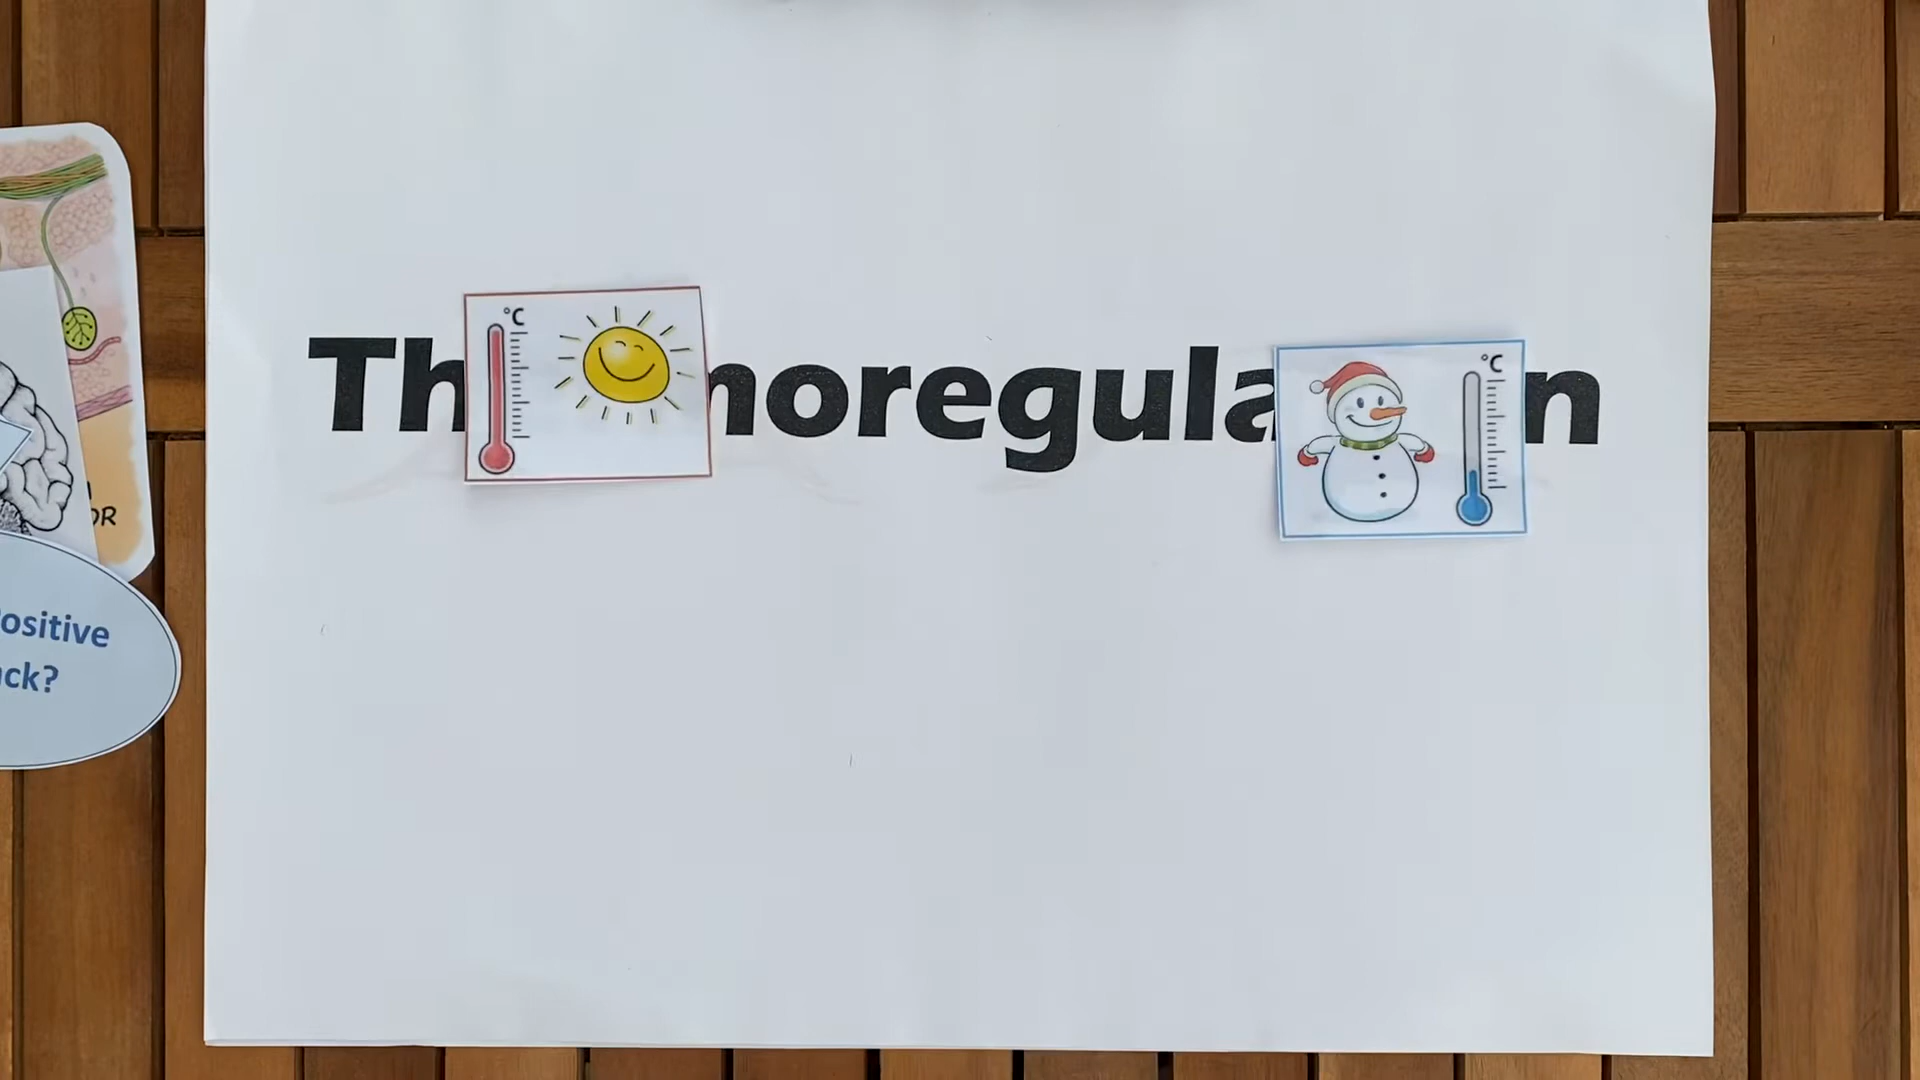 °C
Th moregula n
°C
OR
ositive
ck?